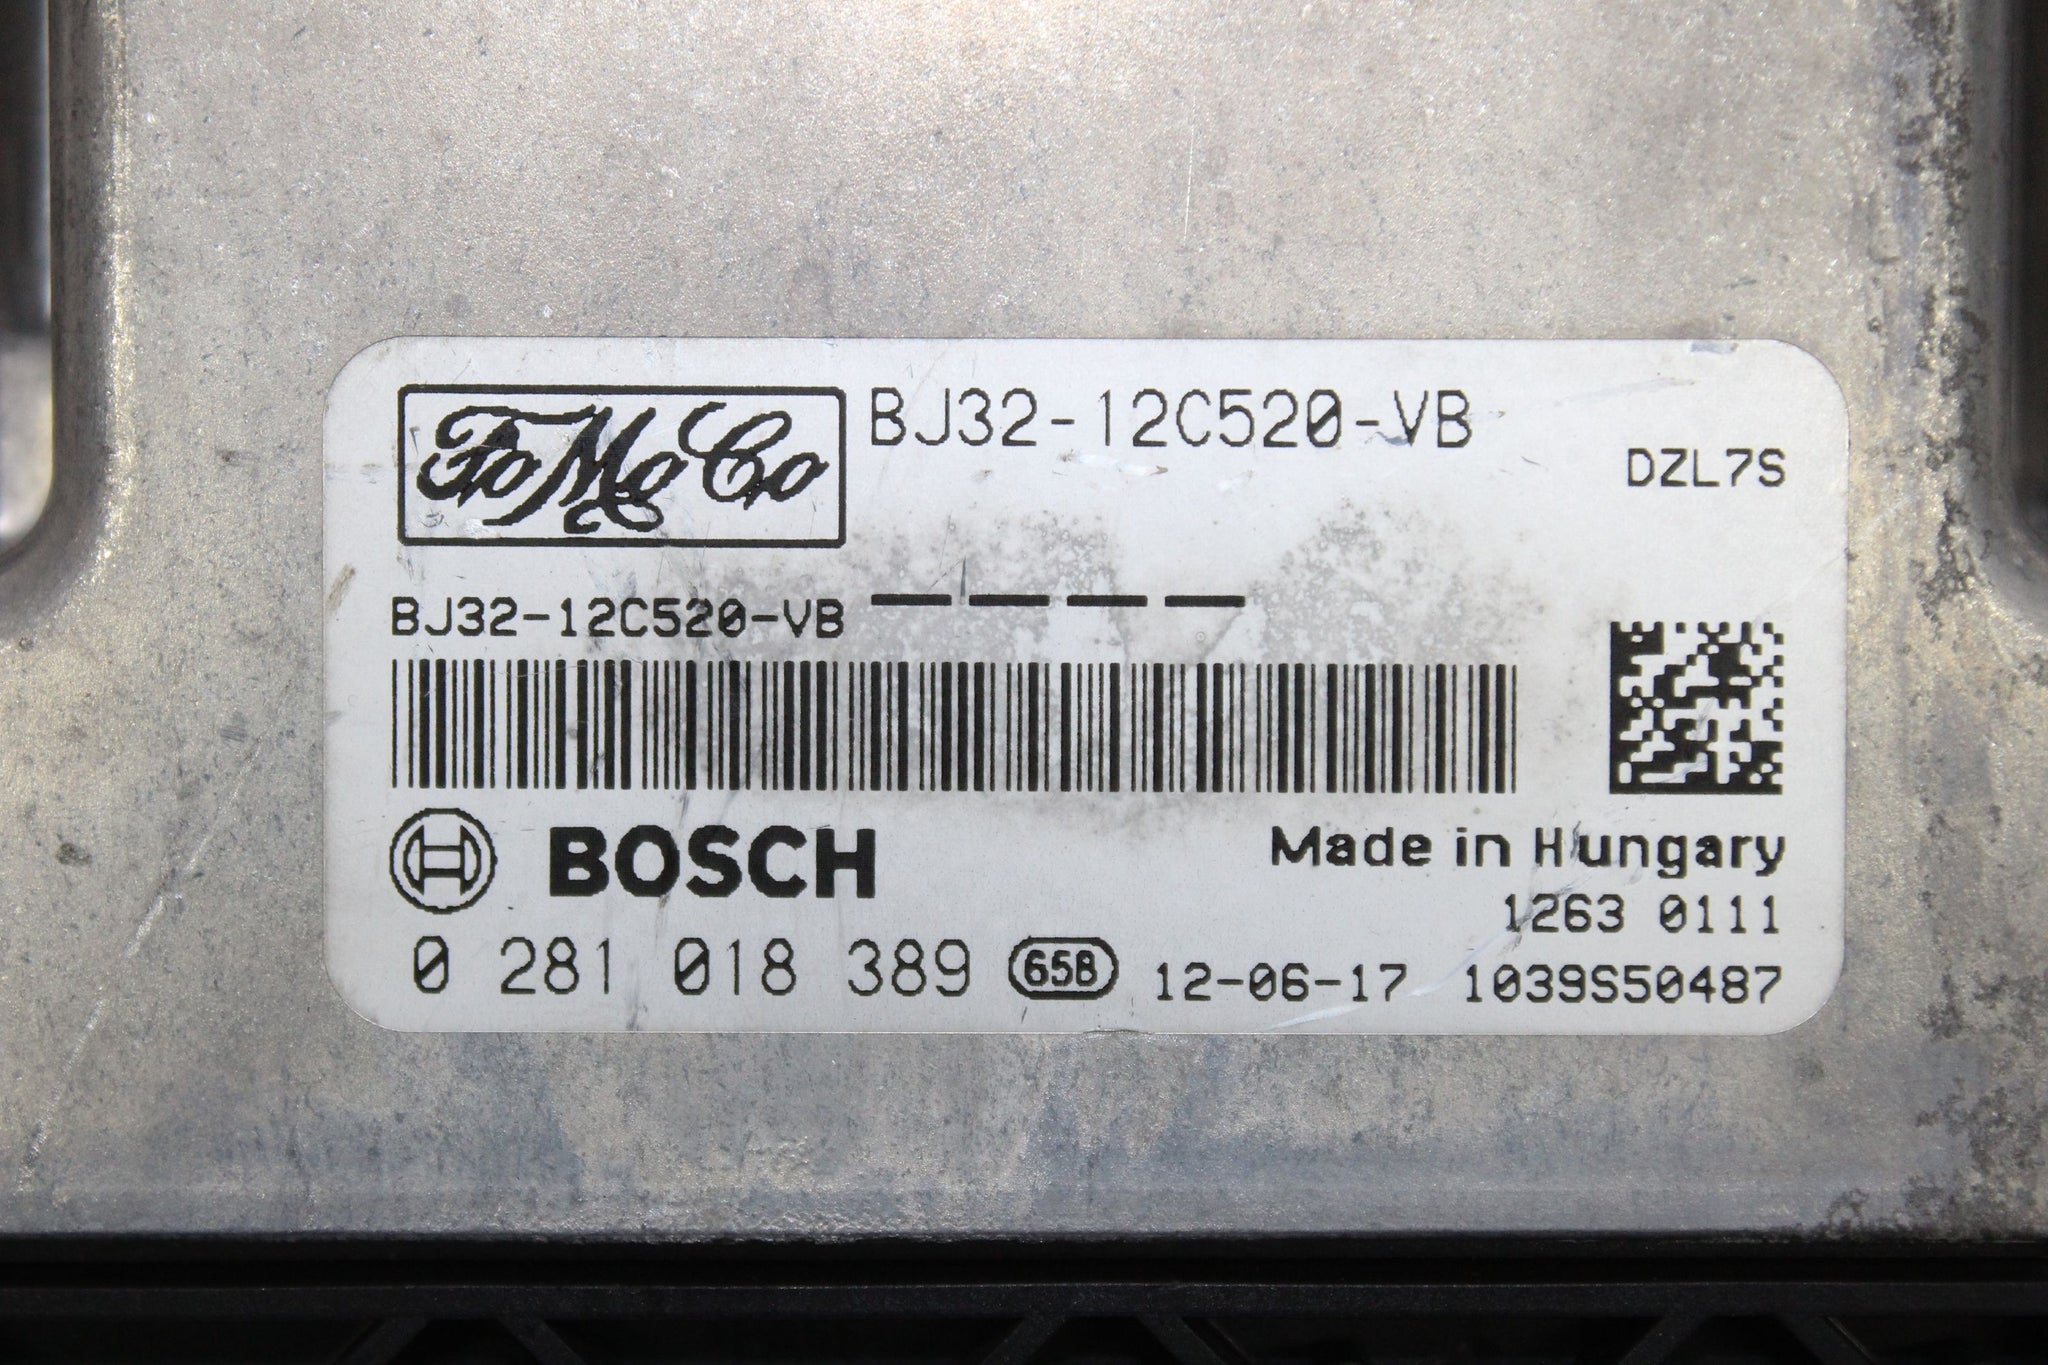 FoMoCo
BJ32-12C520-VB
DZL7S
BJ32-12C520-VB
BOSCH
Made in Hungary
1263 0111
0 281 018 389 658 12-06-17 1039S50487